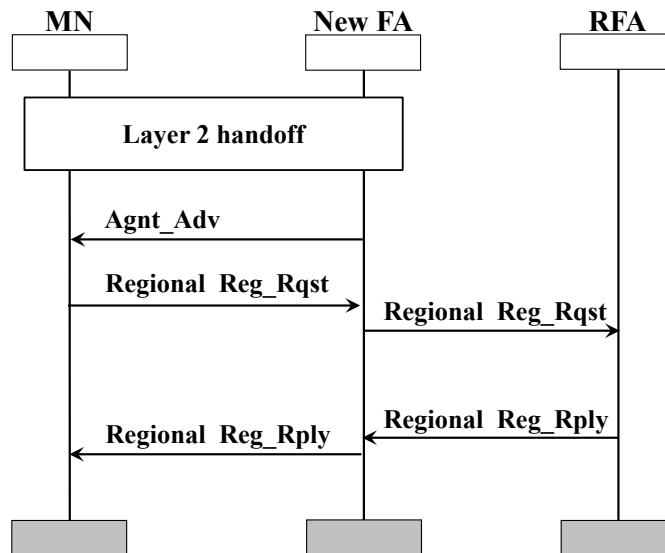 MN New FA RFA
Layer 2 handoff
Agnt_Adv
Regional Reg_Rqst
Regional Reg_Rqst
Regional Reg_Rply
Regional Reg_Rply